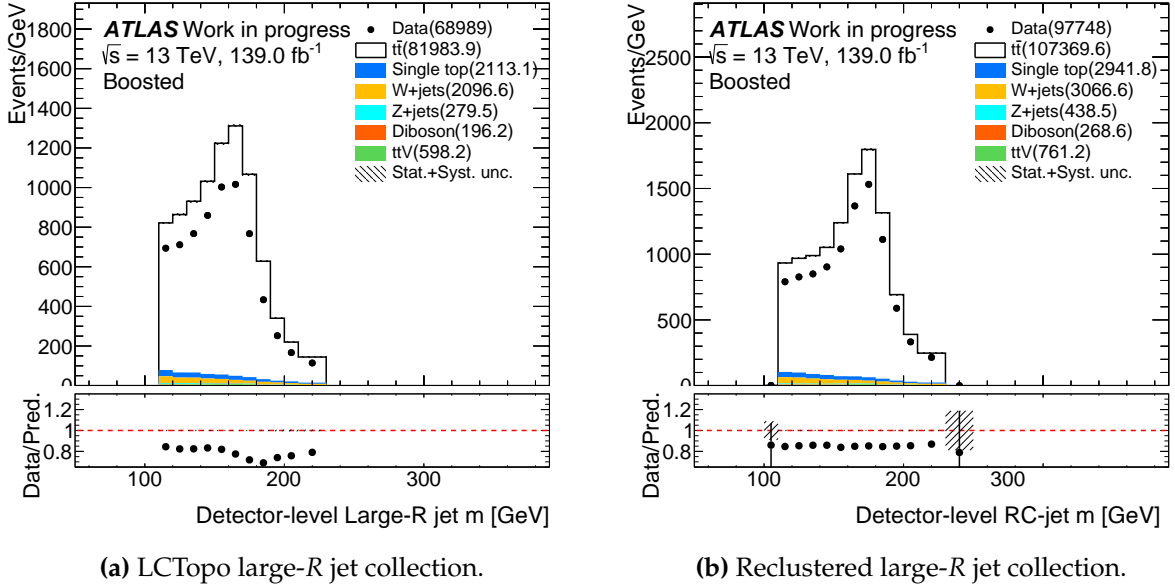 Events/GeV
1800
1600
1400
1200
1000
800
600
400
200
0
ATLAS Work in progress
√s = 13 TeV, 139.0 fb⁻¹
Boosted
Data(68989)
tt̄(81983.9)
Single top(2113.1)
W+jets(2096.6)
Z+jets(279.5)
Diboson(196.2)
ttV(598.2)
Stat.+Syst. unc.
Data/Pred.
1.2
1
0.8
100 200 300
Detector-level Large-R jet m [GeV]
(a) LCTopo large-R jet collection.
Events/GeV
2500
2000
1500
1000
500
0
ATLAS Work in progress
√s = 13 TeV, 139.0 fb⁻¹
Boosted
Data(97748)
tt̄(107369.6)
Single top(2941.8)
W+jets(3066.6)
Z+jets(438.5)
Diboson(268.6)
ttV(761.2)
Stat.+Syst. unc.
Data/Pred.
1.2
1
0.8
100 200 300
Detector-level RC-jet m [GeV]
(b) Reclustered large-R jet collection.